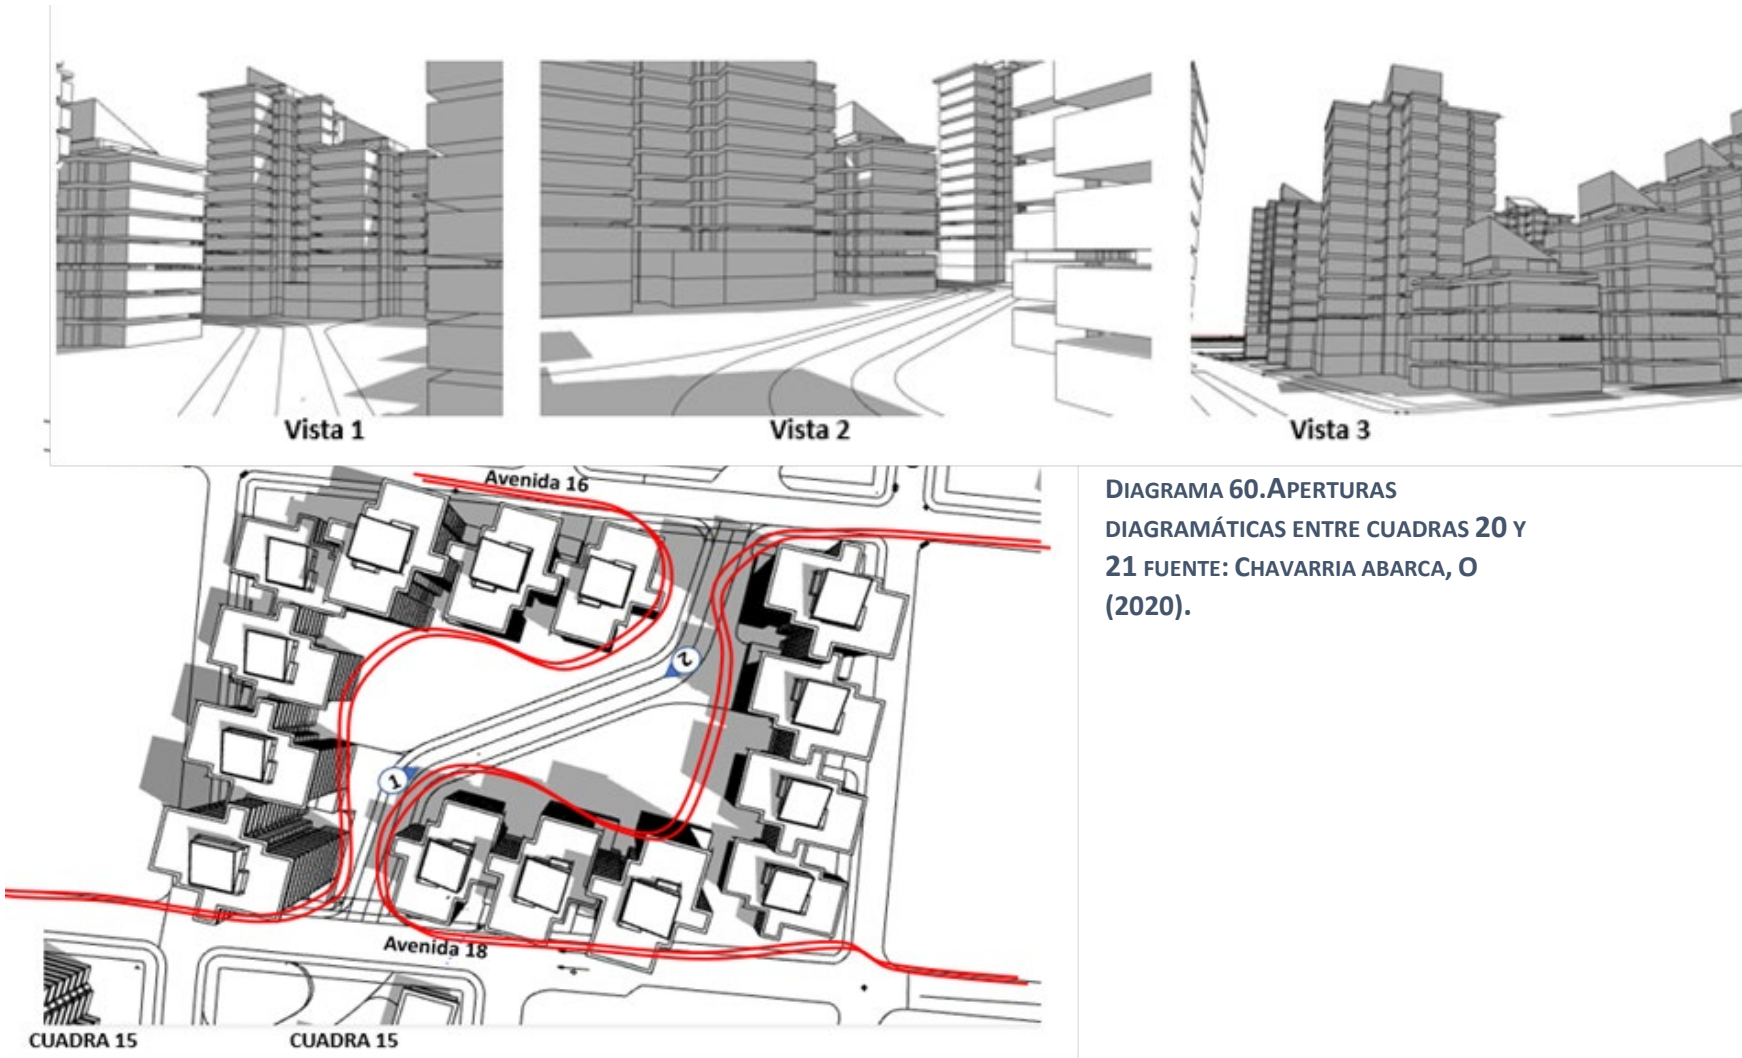 Vista 1
Vista 2
Vista 3
Avenida 16
DIAGRAMA 60.APERTURAS
DIAGRAMÁTICAS ENTRE CUADRAS 20 Y
21 FUENTE: CHAVARRIA ABARCA, O
(2020).
2
1
Avenida 18
CUADRA 15
CUADRA 15